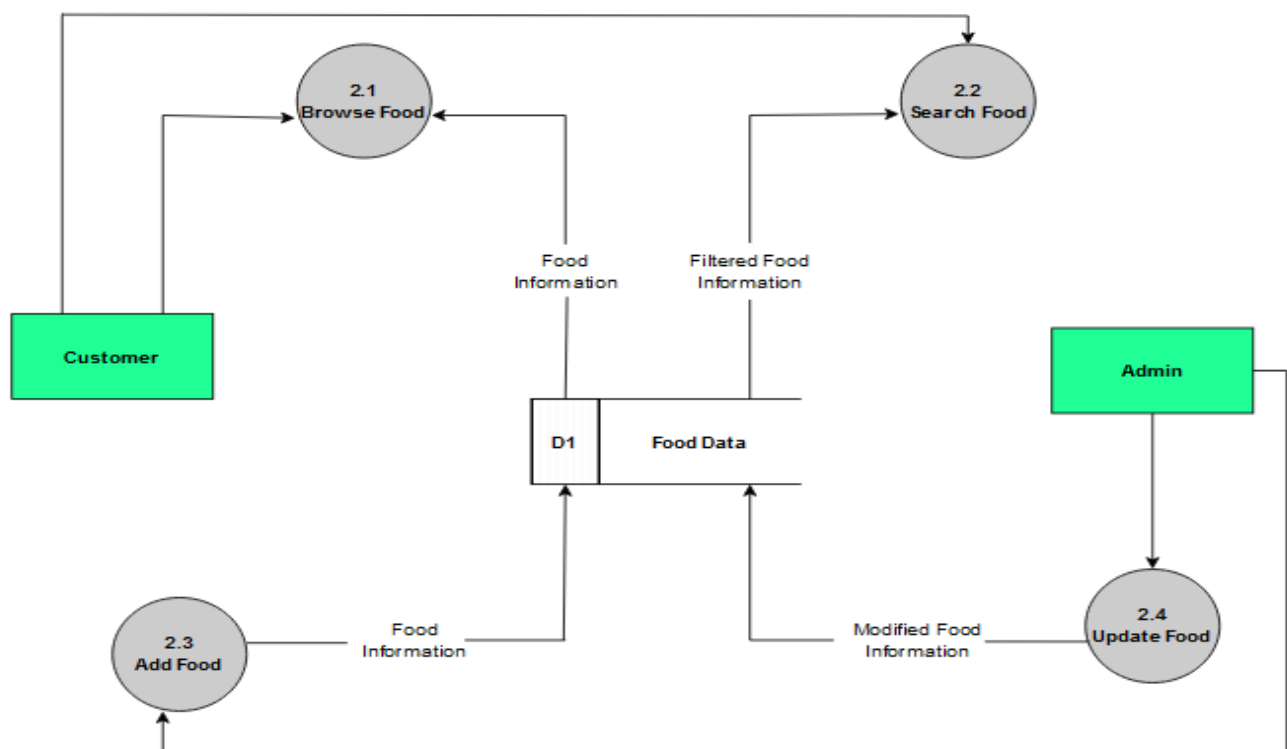 2.1
Browse Food
2.2
Search Food
Food
Information
Filtered Food
Information
Customer
Admin
D1
Food Data
2.3
Add Food
Food
Information
Modified Food
Information
2.4
Update Food